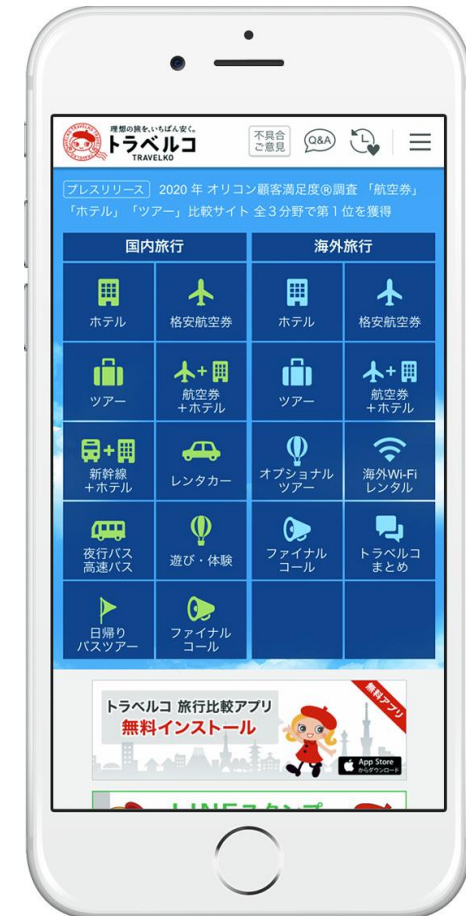 理想の旅を、いちばん安く。
トラベルコ
TRAVELKO
不具合
ご意見
Q&A
プレスリリース 2020 年 オリコン顧客満足度®調査 「航空券」
「ホテル」「ツアー」比較サイト 全３分野で第１位を獲得
国内旅行
海外旅行
ホテル
格安航空券
ホテル
格安航空券
ツアー
航空券
+ホテル
ツアー
航空券
+ホテル
新幹線
+ホテル
レンタカー
オプショナル
ツアー
海外Wi-Fi
レンタル
夜行バス
高速バス
遊び・体験
ファイナル
コール
トラベルコ
まとめ
日帰り
バスツアー
ファイナル
コール
トラベルコ 旅行比較アプリ
無料インストール
無料アプリ
App Store
からダウンロード